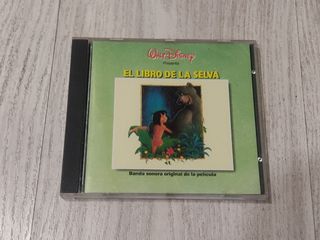 Walt Disney
Presenta
EL LIBRO DE LA SELVA
Banda sonora original de la película